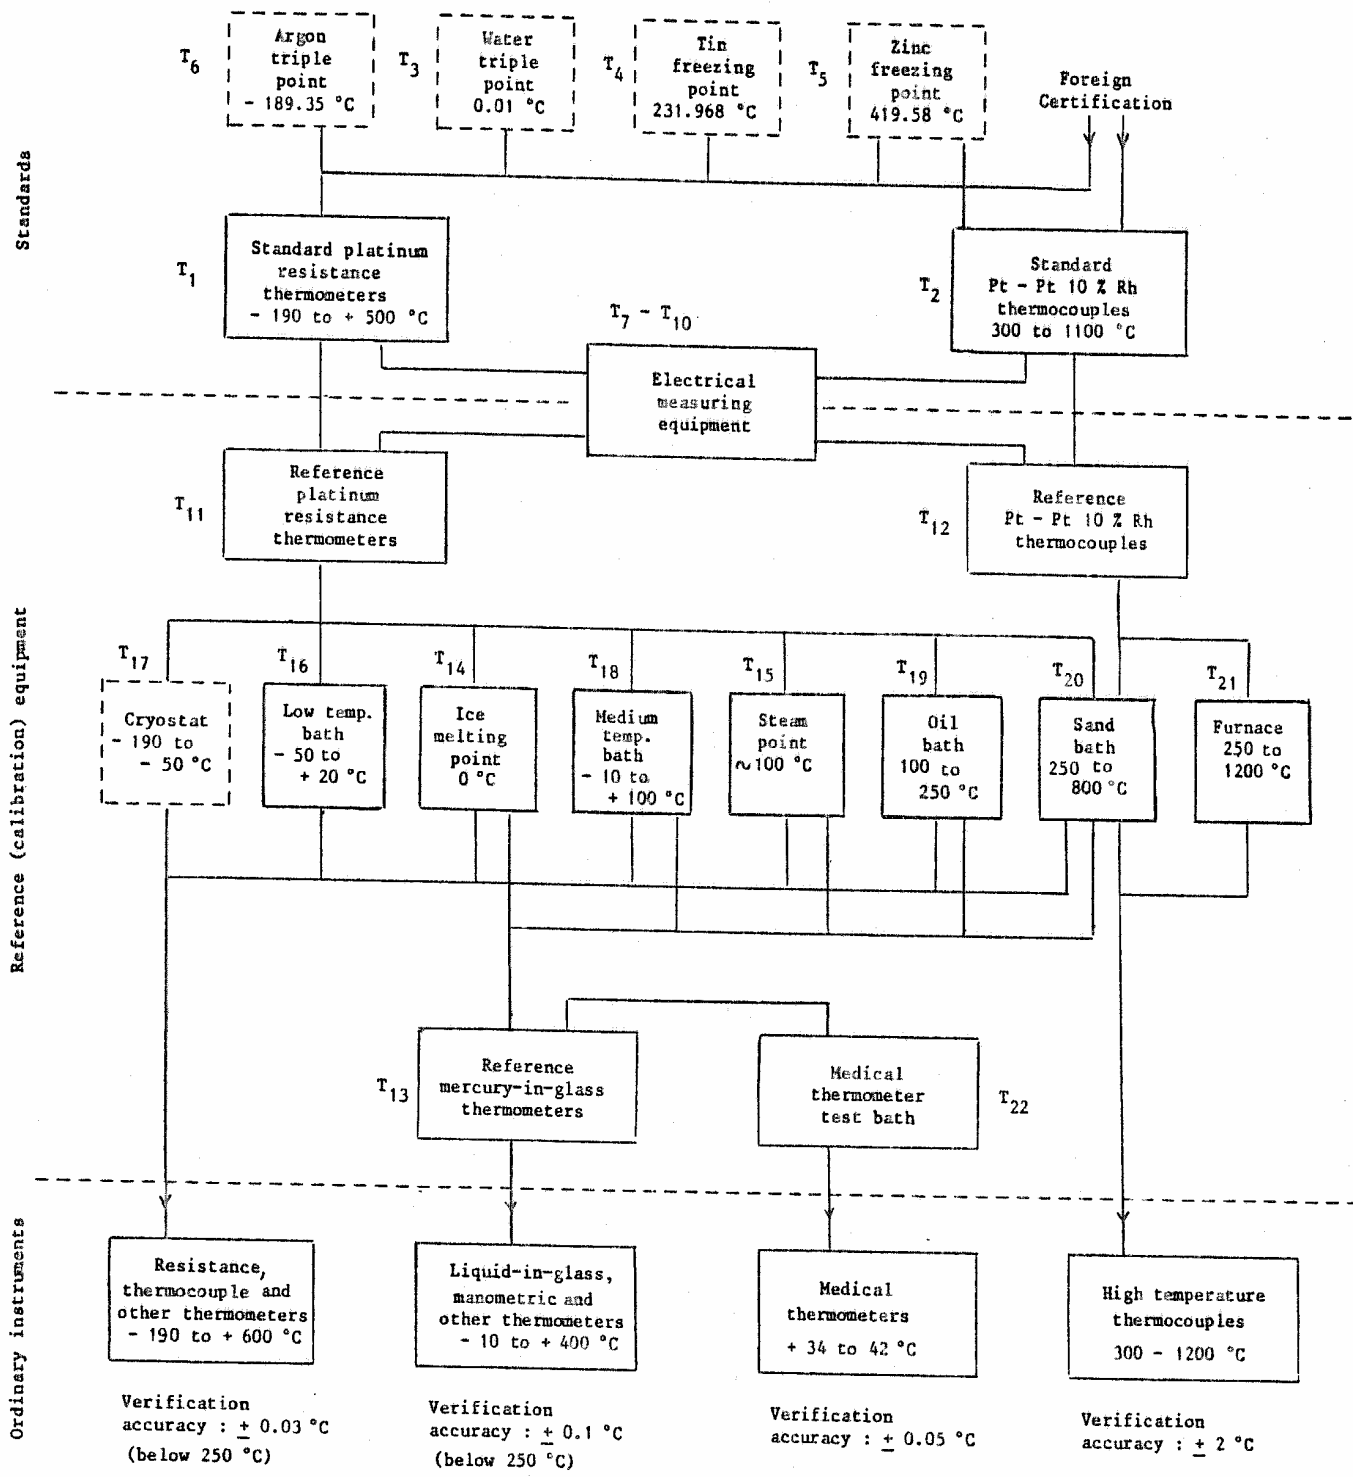 Standards
T6
Argon
triple
point
- 189.35 °C
T3
Water
triple
point
0.01 °C
T4
Tin
freezing
point
231.968 °C
T5
Zinc
freezing
point
419.58 °C
Foreign
Certification
T1
Standard platinum
resistance
thermometers
- 190 to + 500 °C
T2
Standard
Pt - Pt 10 % Rh
thermocouples
300 to 1100 °C
T7 - T10
Electrical
measuring
equipment
Reference (calibration) equipment
T11
Reference
platinum
resistance
thermometers
T12
Reference
Pt - Pt 10 % Rh
thermocouples
T17
Cryostat
- 190 to
- 50 °C
T16
Low temp.
bath
- 50 to
+ 20 °C
T14
Ice
melting
point
0 °C
T18
Medium
temp.
bath
- 10 to
+ 100 °C
T15
Steam
point
~ 100 °C
T19
Oil
bath
100 to
250 °C
T20
Sand
bath
250 to
800 °C
T21
Furnace
250 to
1200 °C
T13
Reference
mercury-in-glass
thermometers
Medical
thermometer
test bath
T22
Ordinary instruments
Resistance,
thermocouple and
other thermometers
- 190 to + 600 °C
Liquid-in-glass,
manometric and
other thermometers
- 10 to + 400 °C
Medical
thermometers
+ 34 to 42 °C
High temperature
thermocouples
300 - 1200 °C
Verification
accuracy : ± 0.03 °C
(below 250 °C)
Verification
accuracy : ± 0.1 °C
(below 250 °C)
Verification
accuracy : ± 0.05 °C
Verification
accuracy : ± 2 °C